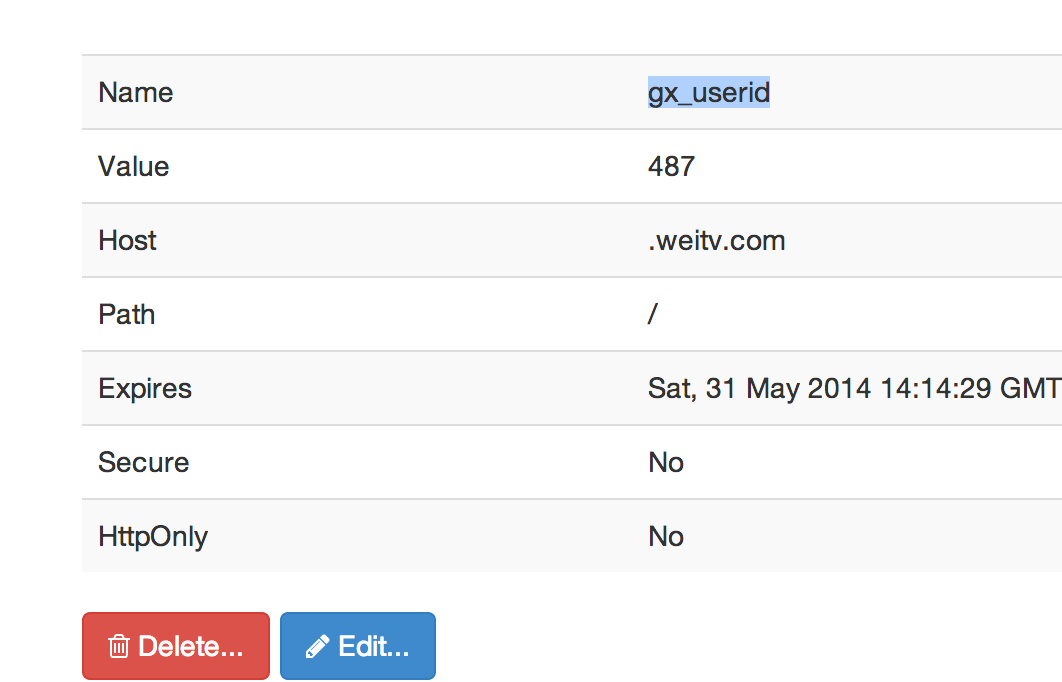 Name gx_userid
Value 487
Host .weitv.com
Path /
Expires Sat, 31 May 2014 14:14:29 GMT
Secure No
HttpOnly No
Delete... Edit...